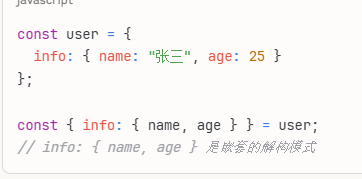 javascript
const user = {
  info: { name: "张三", age: 25 }
};
const { info: { name, age } } = user;
// info: { name, age } 是嵌套的解构模式